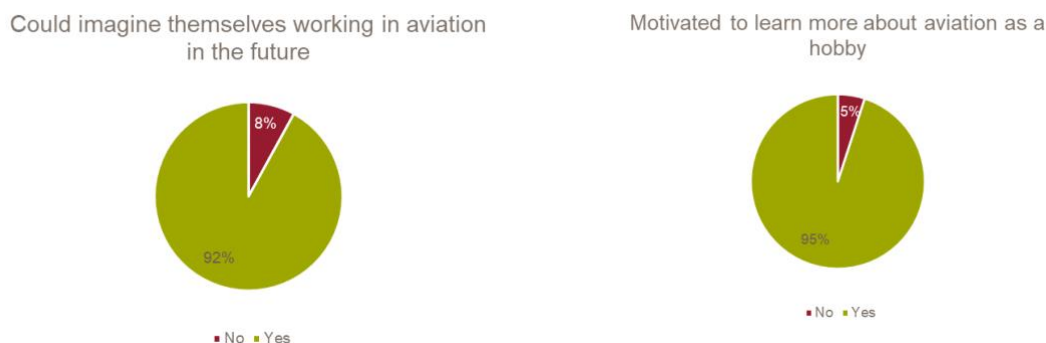 Could imagine themselves working in aviation
in the future
8%
92%
No Yes
Motivated to learn more about aviation as a
hobby
5%
95%
No Yes